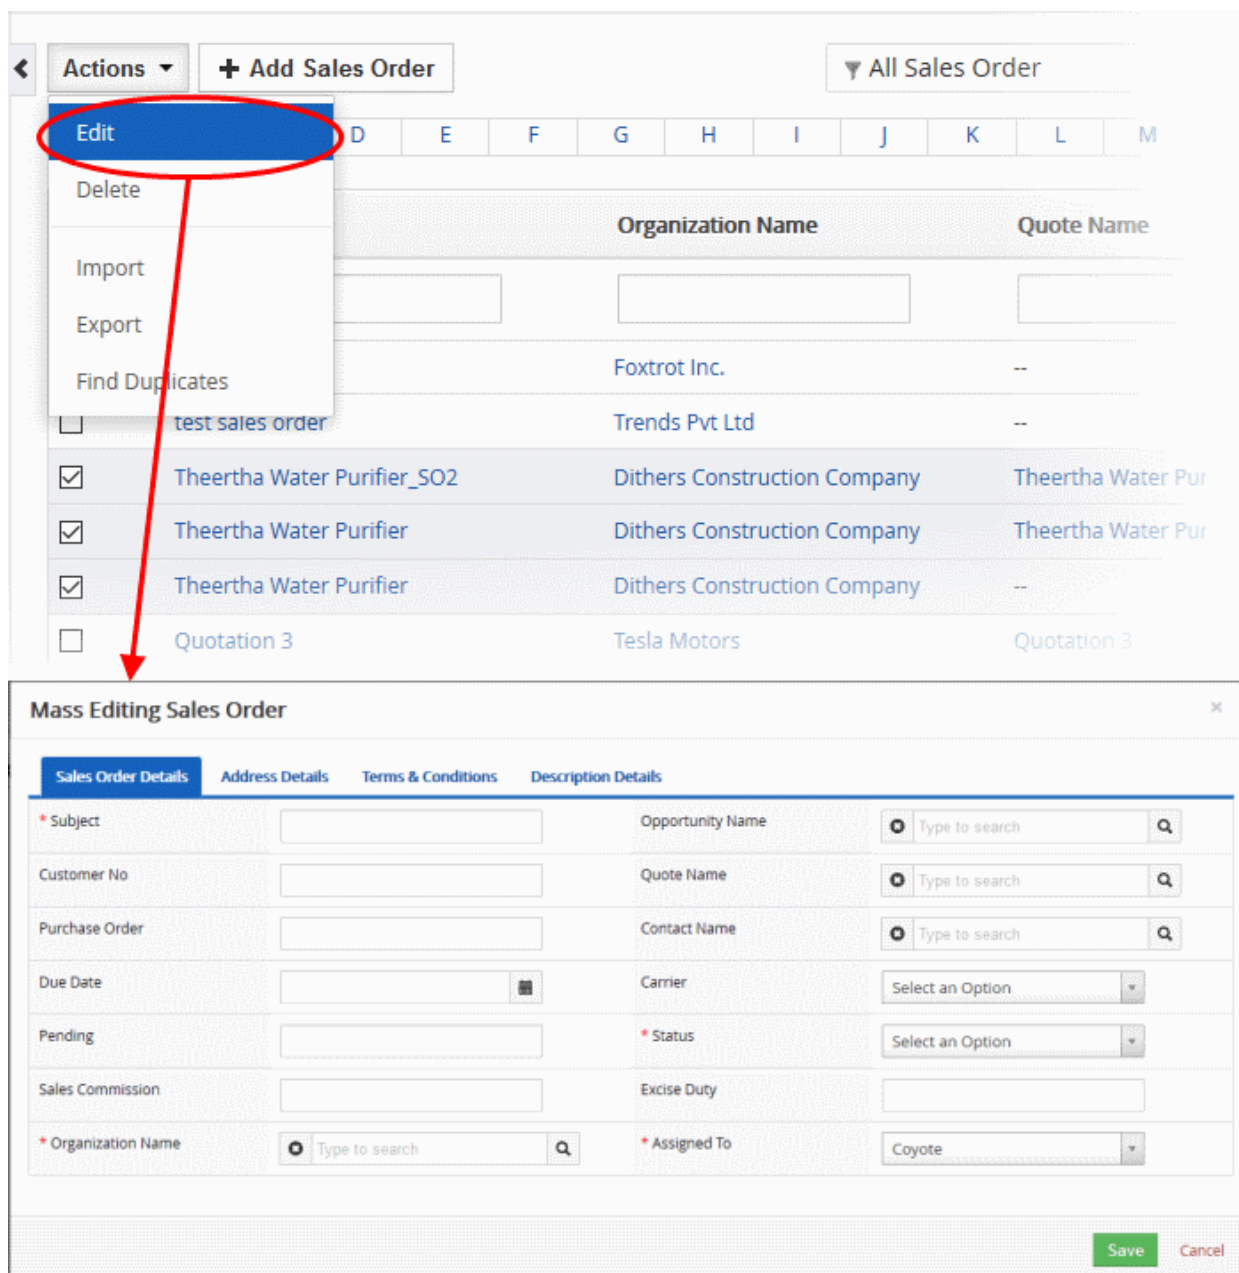 Actions + Add Sales Order All Sales Order
Edit D E F G H I J K L M
Delete
Organization Name Quote Name
Import
Export
Foxtrot Inc. --
Find Duplicates
test sales order Trends Pvt Ltd --
Theertha Water Purifier_SO2 Dithers Construction Company Theertha Water Pur
Theertha Water Purifier Dithers Construction Company Theertha Water Pur
Theertha Water Purifier Dithers Construction Company --
Quotation 3 Tesla Motors Quotation 3
Mass Editing Sales Order ×
Sales Order Details Address Details Terms & Conditions Description Details
* Subject Opportunity Name Type to search
Customer No Quote Name Type to search
Purchase Order Contact Name Type to search
Due Date Carrier Select an Option
Pending * Status Select an Option
Sales Commission Excise Duty
* Organization Name Type to search * Assigned To Coyote
Save Cancel